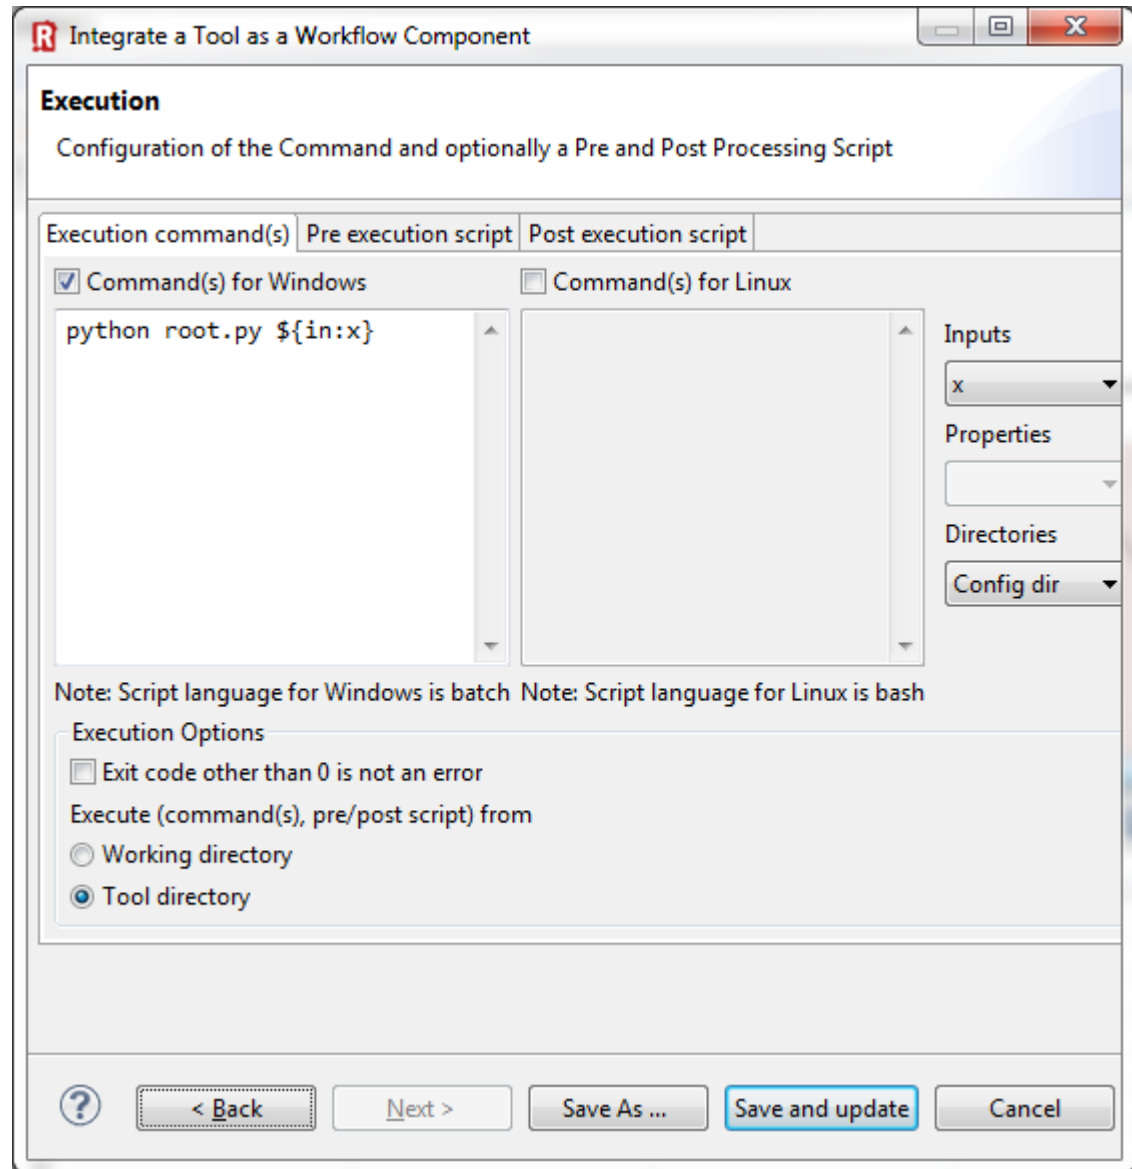 Integrate a Tool as a Workflow Component
Execution
Configuration of the Command and optionally a Pre and Post Processing Script
Execution command(s) Pre execution script Post execution script
Command(s) for Windows Command(s) for Linux
python root.py ${in:x}
Inputs
x
Properties
Directories
Config dir
Note: Script language for Windows is batch Note: Script language for Linux is bash
Execution Options
Exit code other than 0 is not an error
Execute (command(s), pre/post script) from
Working directory
Tool directory
? < Back Next > Save As ... Save and update Cancel